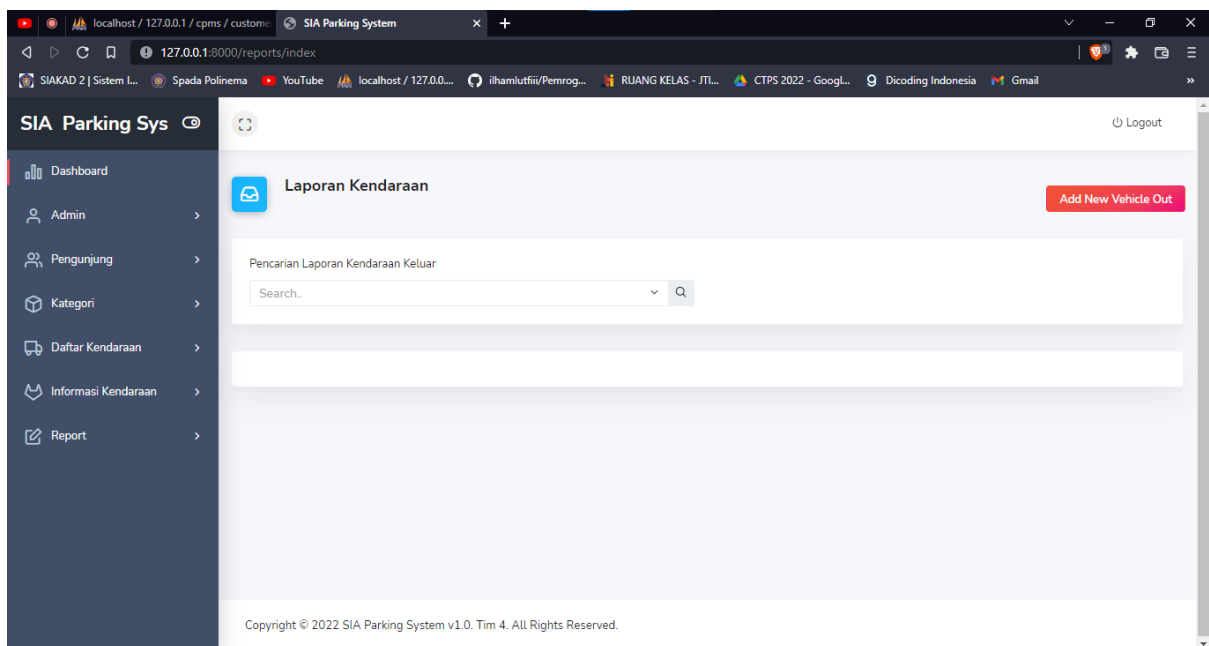 localhost / 127.0.0.1 / cpms / custome
SIA Parking System
127.0.0.1:8000/reports/index
SIAKAD 2 | Sistem I...
Spada Polinema
YouTube
localhost / 127.0.0....
ilhamlutfiii/Pemrog...
RUANG KELAS - JTI...
CTPS 2022 - Googl...
Dicoding Indonesia
Gmail
SIA Parking Sys
Logout
Dashboard
Admin
Pengunjung
Kategori
Daftar Kendaraan
Informasi Kendaraan
Report
Laporan Kendaraan
Add New Vehicle Out
Pencarian Laporan Kendaraan Keluar
Search..
Copyright © 2022 SIA Parking System v1.0. Tim 4. All Rights Reserved.